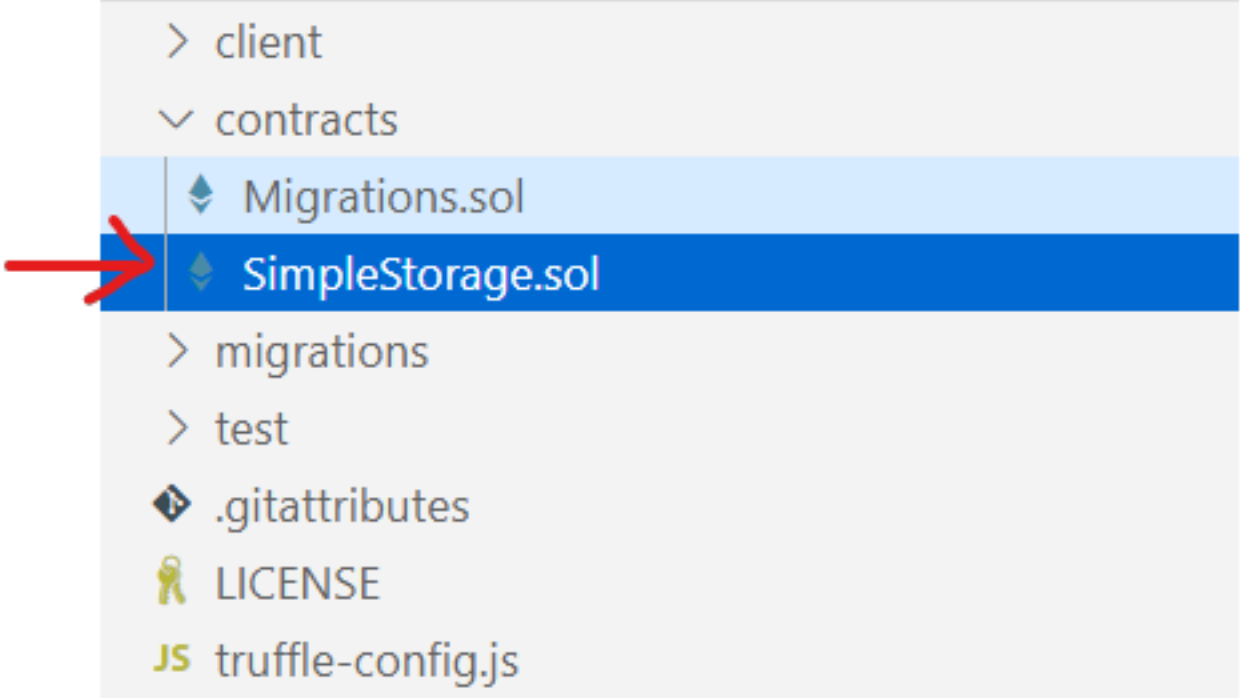 client
contracts
Migrations.sol
SimpleStorage.sol
migrations
test
.gitattributes
LICENSE
JS truffle-config.js